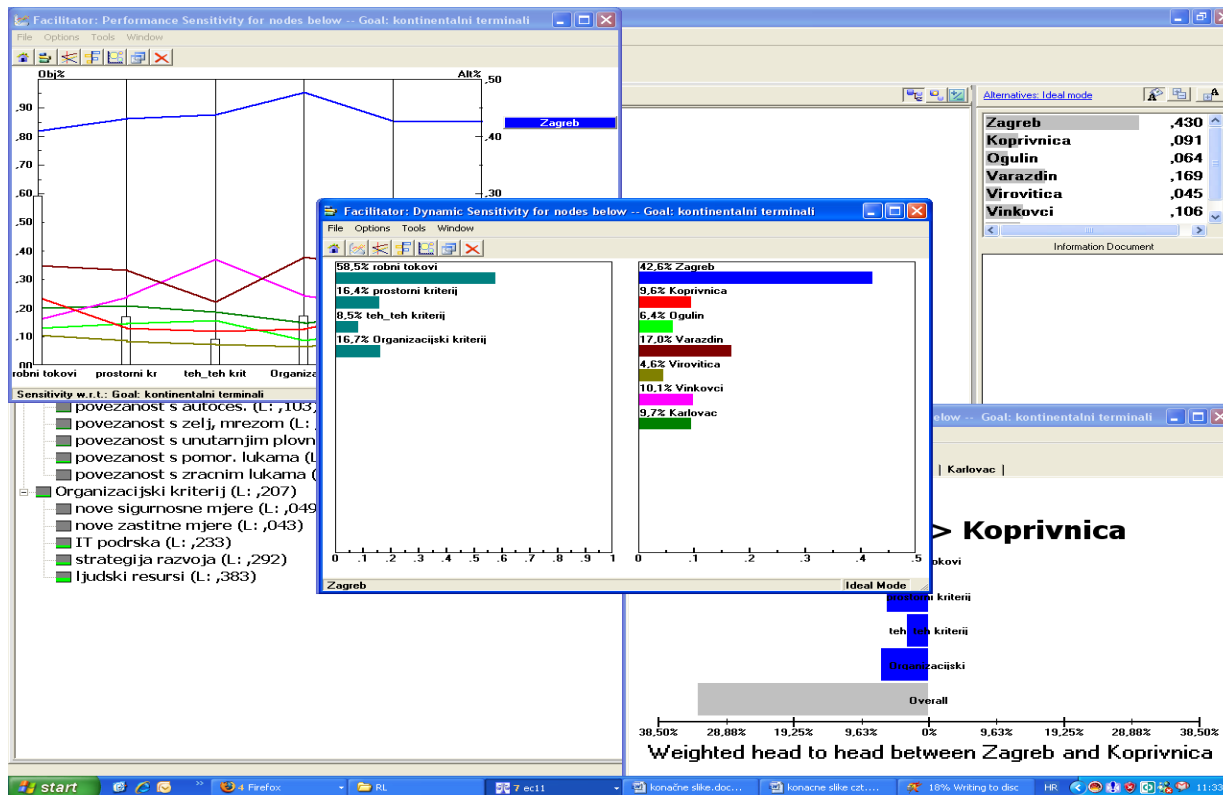 Facilitator: Performance Sensitivity for nodes below -- Goal: kontinentalni terminali
File Options Tools Window
Obj% Alt%
,50
,90
,80
,70
,60
,50
,40
,30
,20
,10
,00
,40
,30
Zagreb
robni tokovi prostorni kr teh_teh krit Organiza
Sensitivity w.r.t.: Goal: kontinentalni terminali
Alternatives: Ideal mode
Zagreb ,430
Koprivnica ,091
Ogulin ,064
Varazdin ,169
Virovitica ,045
Vinkovci ,106
Information Document
Facilitator: Dynamic Sensitivity for nodes below -- Goal: kontinentalni terminali
File Options Tools Window
58,5% robni tokovi
16,4% prostorni kriterij
8,5% teh_teh kriterij
16,7% Organizacijski kriterij
0 .1 .2 .3 .4 .5 .6 .7 .8 .9 1
42,6% Zagreb
9,6% Koprivnica
6,4% Ogulin
17,0% Varazdin
4,6% Virovitica
10,1% Vinkovci
9,7% Karlovac
0 .1 .2 .3 .4 .5
Zagreb Ideal Mode
povezanost s autoces. (L: ,103)
povezanost s zelj, mrezom (L: ,
povezanost s unutarnjim plovn
povezanost s pomor. lukama (L
povezanost s zracnim lukama (
Organizacijski kriterij (L: ,207)
nove sigurnosne mjere (L: ,049
nove zastitne mjere (L: ,043)
IT podrska (L: ,233)
strategija razvoja (L: ,292)
ljudski resursi (L: ,383)
elow -- Goal: kontinentalni terminali
| Karlovac |
> Koprivnica
okovi
prostorni kriterij
teh_teh kriterij
Organizacijski
Overall
38,50% 28,88% 19,25% 9,63% 0% 9,63% 19,25% 28,88% 38,50%
Weighted head to head between Zagreb and Koprivnica
start
4 Firefox
RL
7 ec11
konačne slike.doc...
konacne slike czt....
18% Writing to disc
HR
11:33